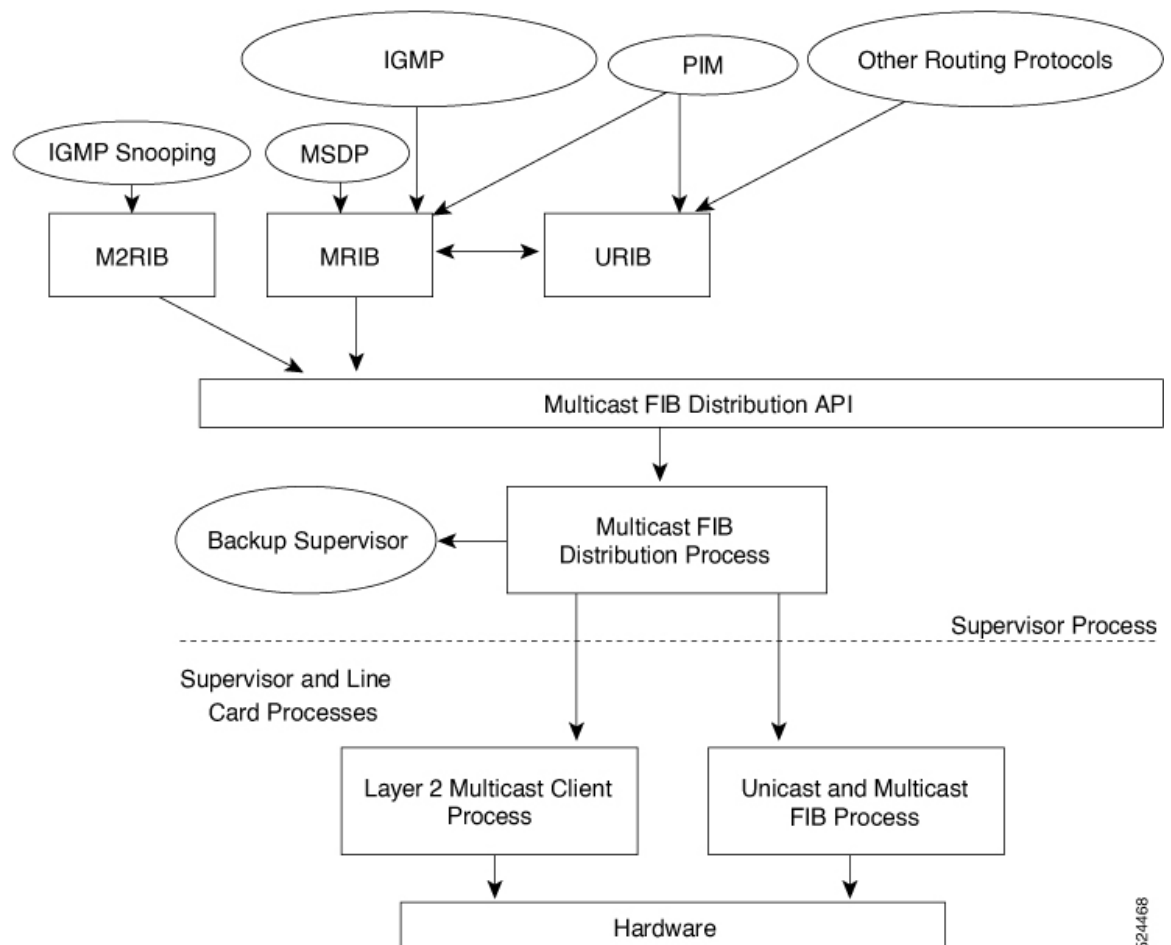 IGMP
PIM
Other Routing Protocols
IGMP Snooping
MSDP
M2RIB
MRIB
URIB
Multicast FIB Distribution API
Backup Supervisor
Multicast FIB
Distribution Process
Supervisor Process
Supervisor and Line
Card Processes
Layer 2 Multicast Client
Process
Unicast and Multicast
FIB Process
Hardware